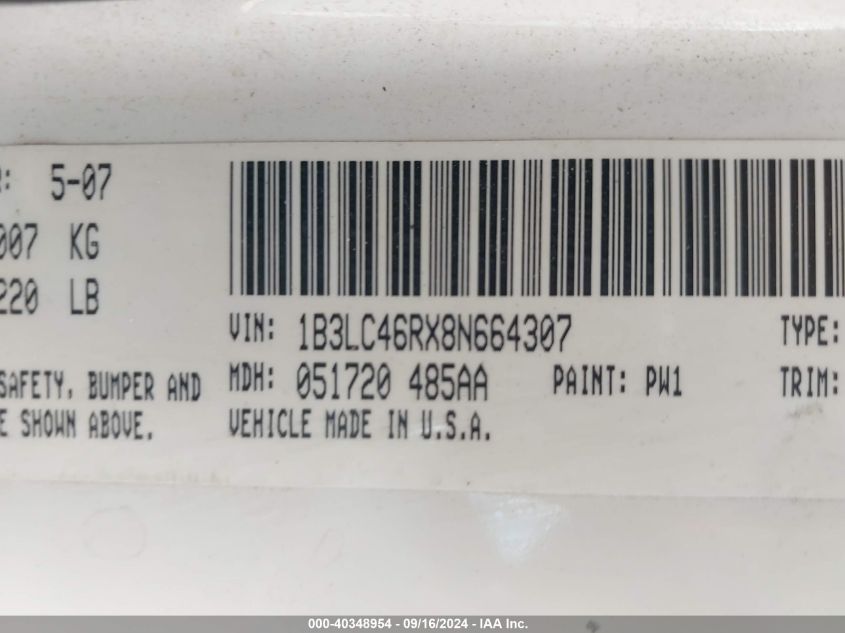 R: 5-07
007 KG
220 LB
SAFETY, BUMPER AND
E SHOWN ABOVE.
VIN: 1B3LC46RX8N664307 TYPE:
MDH: 051720 485AA PAINT: PW1 TRIM:
VEHICLE MADE IN U.S.A.
000-40348954 - 09/16/2024 - IAA Inc.